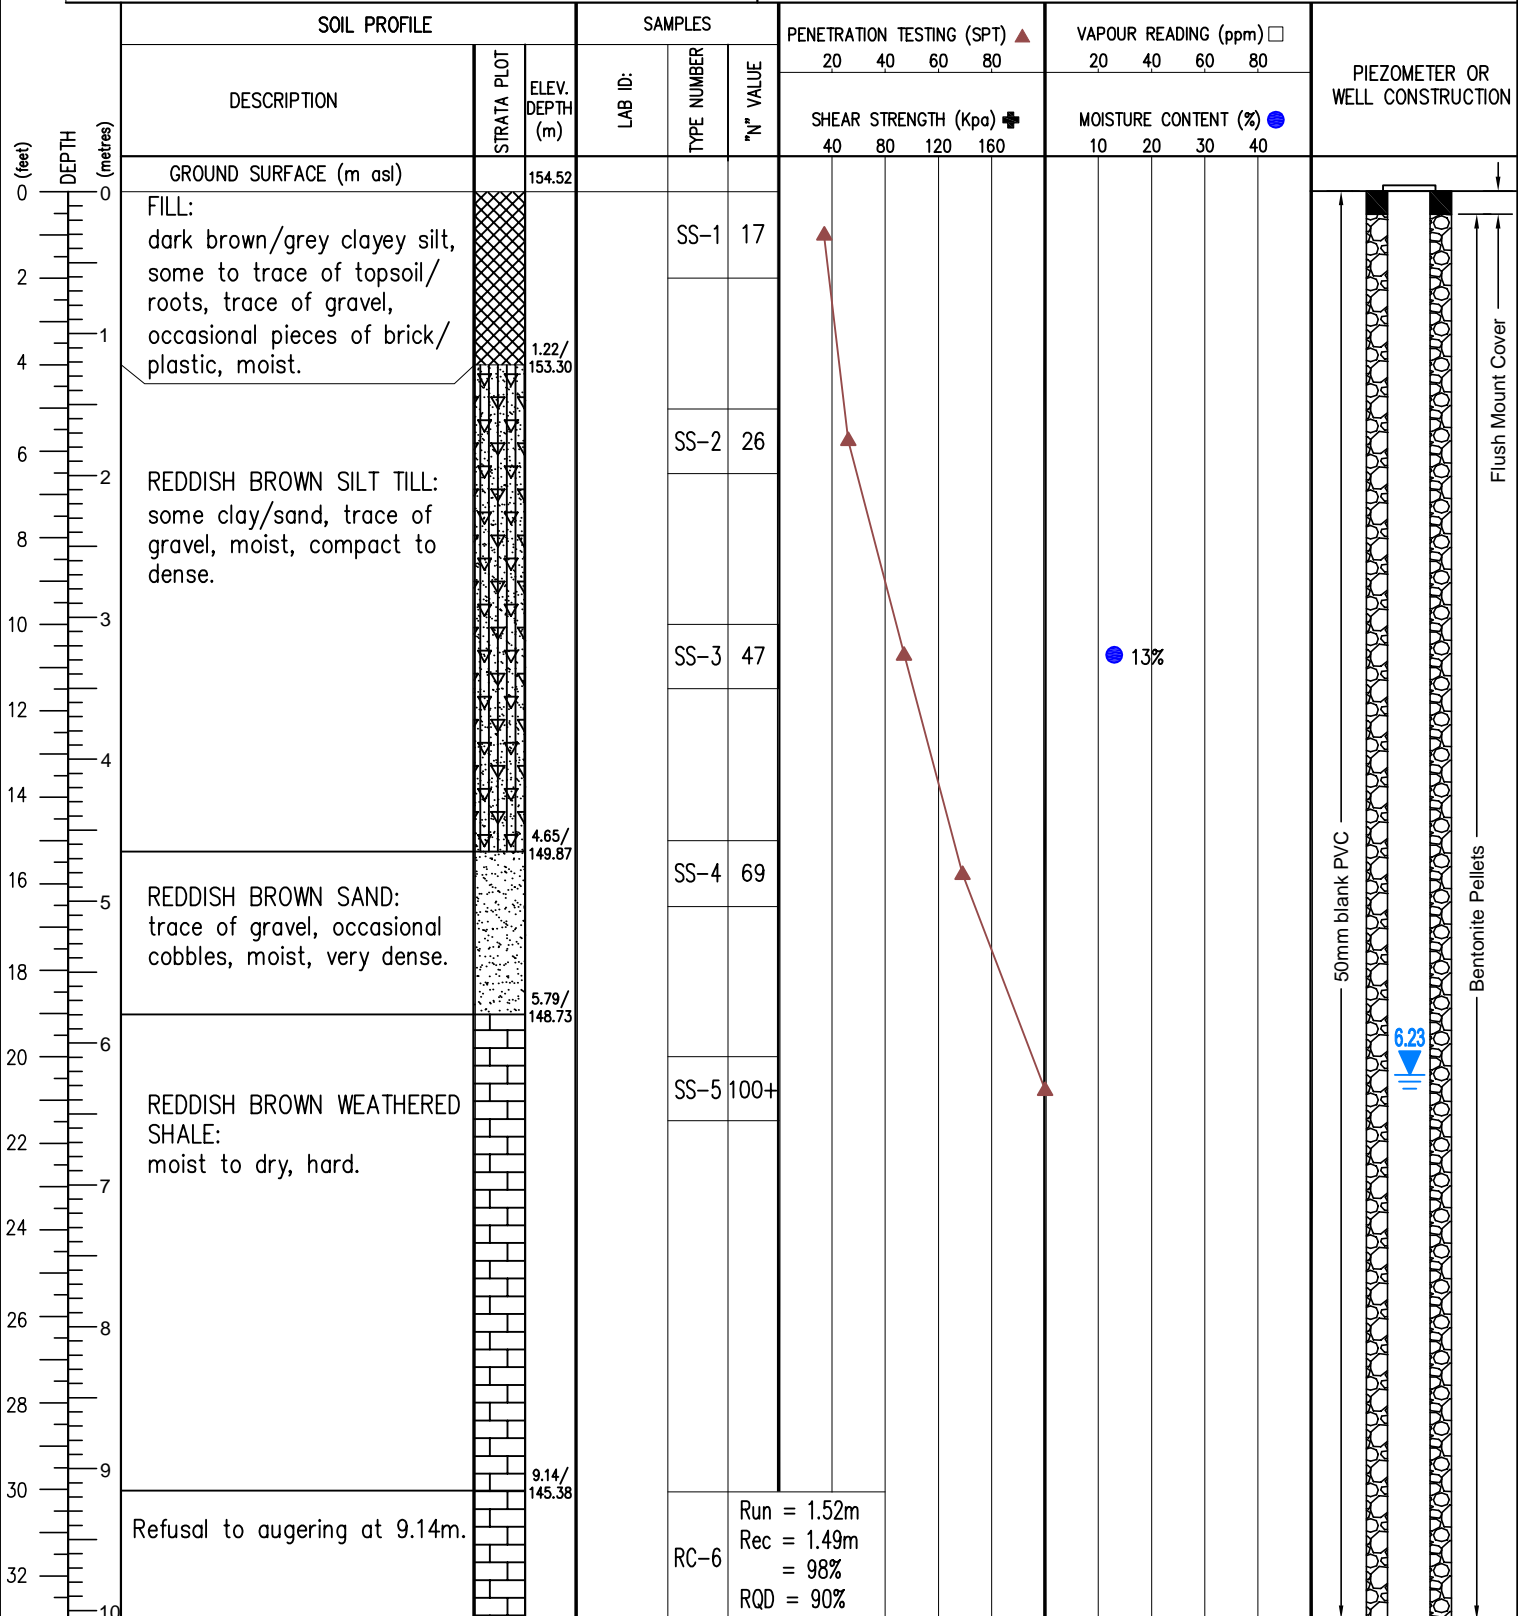 SOIL PROFILE
SAMPLES
PENETRATION TESTING (SPT)
20 40 60 80
VAPOUR READING (ppm)
20 40 60 80
PIEZOMETER OR
WELL CONSTRUCTION
(feet)
DEPTH
(metres)
DESCRIPTION
STRATA PLOT
ELEV.
DEPTH
(m)
LAB ID:
TYPE NUMBER
"N" VALUE
SHEAR STRENGTH (Kpa)
40 80 120 160
MOISTURE CONTENT (%)
10 20 30 40
GROUND SURFACE (m asl)
154.52
0 0
FILL:
dark brown/grey clayey silt,
some to trace of topsoil/
roots, trace of gravel,
occasional pieces of brick/
plastic, moist.
SS-1 17
2
1
4
1.22/
153.30
Flush Mount Cover
SS-2 26
6
2
REDDISH BROWN SILT TILL:
some clay/sand, trace of
gravel, moist, compact to
dense.
8
3
10
SS-3 47
13%
12
4
14
4.65/
149.87
SS-4 69
16
5
REDDISH BROWN SAND:
trace of gravel, occasional
cobbles, moist, very dense.
50mm blank PVC
Bentonite Pellets
18
5.79/
148.73
6
6.23
20
SS-5 100+
REDDISH BROWN WEATHERED
SHALE:
moist to dry, hard.
22
7
24
26
8
28
9
30
9.14/
145.38
Refusal to augering at 9.14m.
RC-6
Run = 1.52m
Rec = 1.49m
= 98%
RQD = 90%
32
10